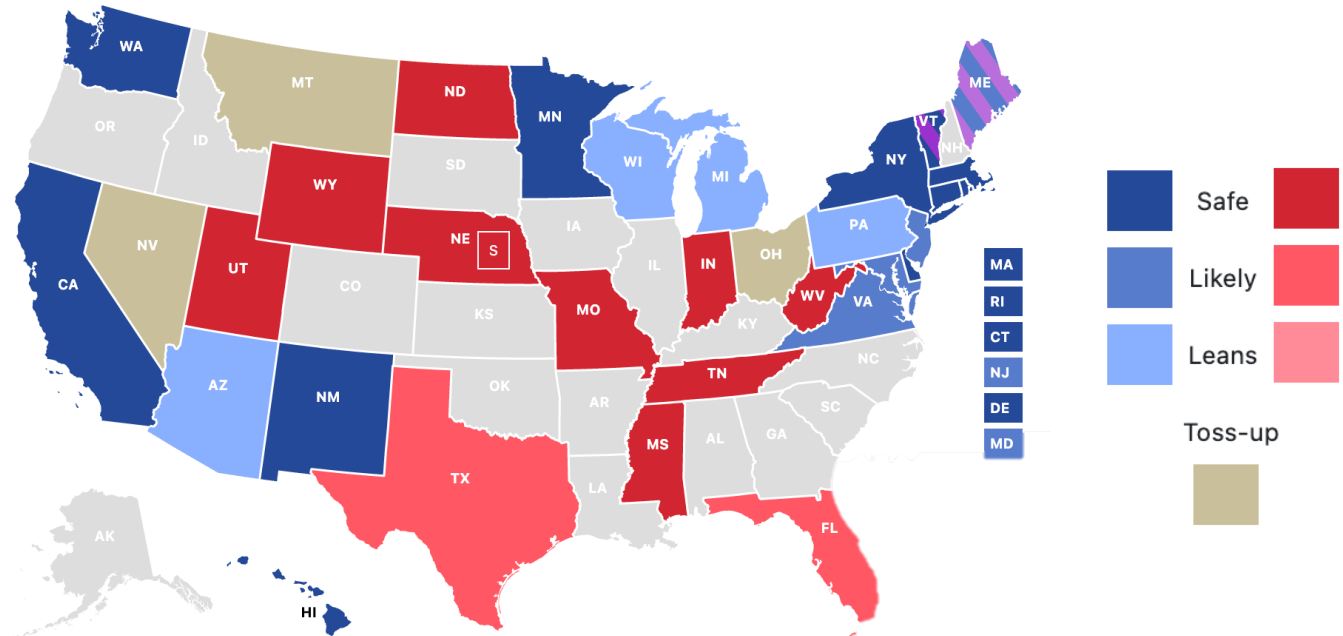 WA
MT
ND
MN
ME
VT
NH
OR
ID
SD
WI
MI
NY
WY
IA
PA
NE
S
NV
UT
CO
IL
IN
OH
WV
VA
CA
KS
MO
KY
NC
TN
AZ
NM
OK
AR
SC
MS
AL
GA
TX
LA
FL
AK
HI
MA
RI
CT
NJ
DE
MD
Safe
Likely
Leans
Toss-up